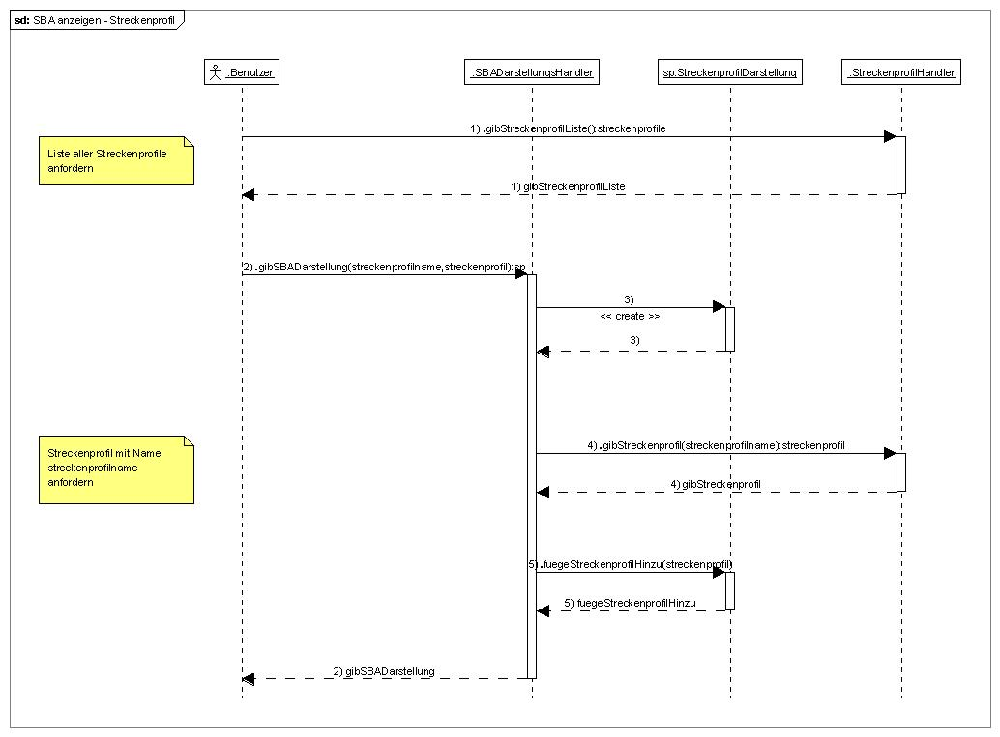 sd: SBA anzeigen - Streckenprofil
:Benutzer
:SBADarstellungsHandler
sp:StreckenprofilDarstellung
:StreckenprofilHandler
1) .gibStreckenprofilListe():streckenprofile
Liste aller Streckenprofile
anfordern
1) gibStreckenprofilListe
2) .gibSBADarstellung(streckenprofilname,streckenprofil):sp
3)
<< create >>
3)
4) .gibStreckenprofil(streckenprofilname):streckenprofil
Streckenprofil mit Name
streckenprofilname
anfordern
4) gibStreckenprofil
5) .fuegeStreckenprofilHinzu(streckenprofil)
5) fuegeStreckenprofilHinzu
2) gibSBADarstellung